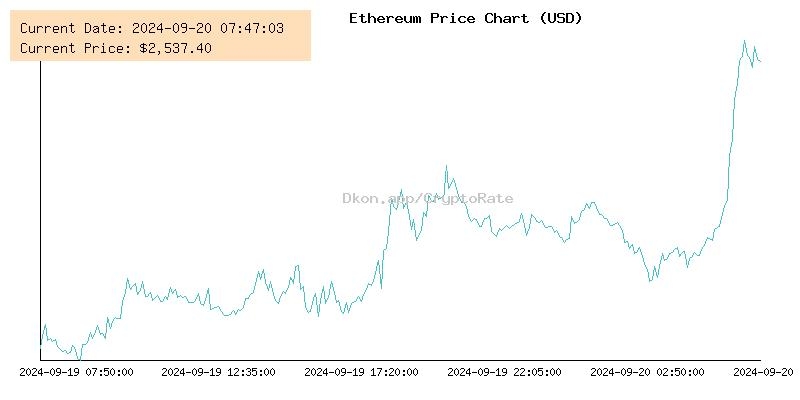 Ethereum Price Chart (USD)
Current Date: 2024-09-20 07:47:03
Current Price: $2,537.40
Dkon.app/CryptoRate
2024-09-19 07:50:00 2024-09-19 12:35:00 2024-09-19 17:20:00 2024-09-19 22:05:00 2024-09-20 02:50:00 2024-09-20